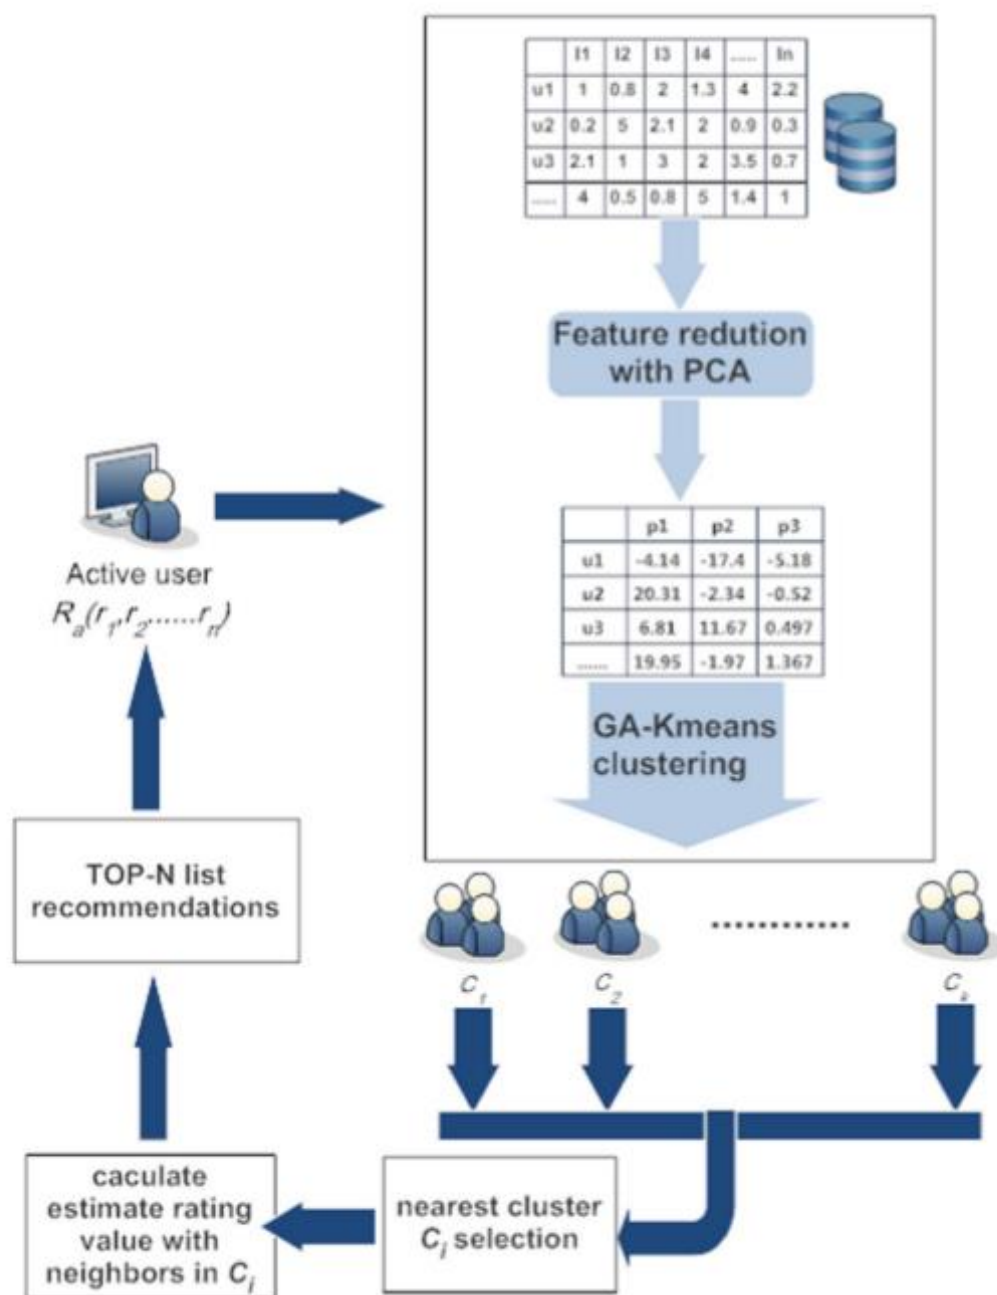 I1 I2 I3 I4 ..... In
u1 1 0.8 2 1.3 4 2.2
u2 0.2 5 2.1 2 0.9 0.3
u3 2.1 1 3 2 3.5 0.7
..... 4 0.5 0.8 5 1.4 1
Feature redution
with PCA
p1 p2 p3
u1 -4.14 -17.4 -5.18
u2 20.31 -2.34 -0.52
u3 6.81 11.67 0.497
...... 19.95 -1.97 1.367
GA-Kmeans
clustering
Active user
Rₐ(r₁,r₂......rₙ)
TOP-N list
recommendations
C₁ C₂ ............ Cₖ
caculate
estimate rating
value with
neighbors in Cᵢ
nearest cluster
Cᵢ selection